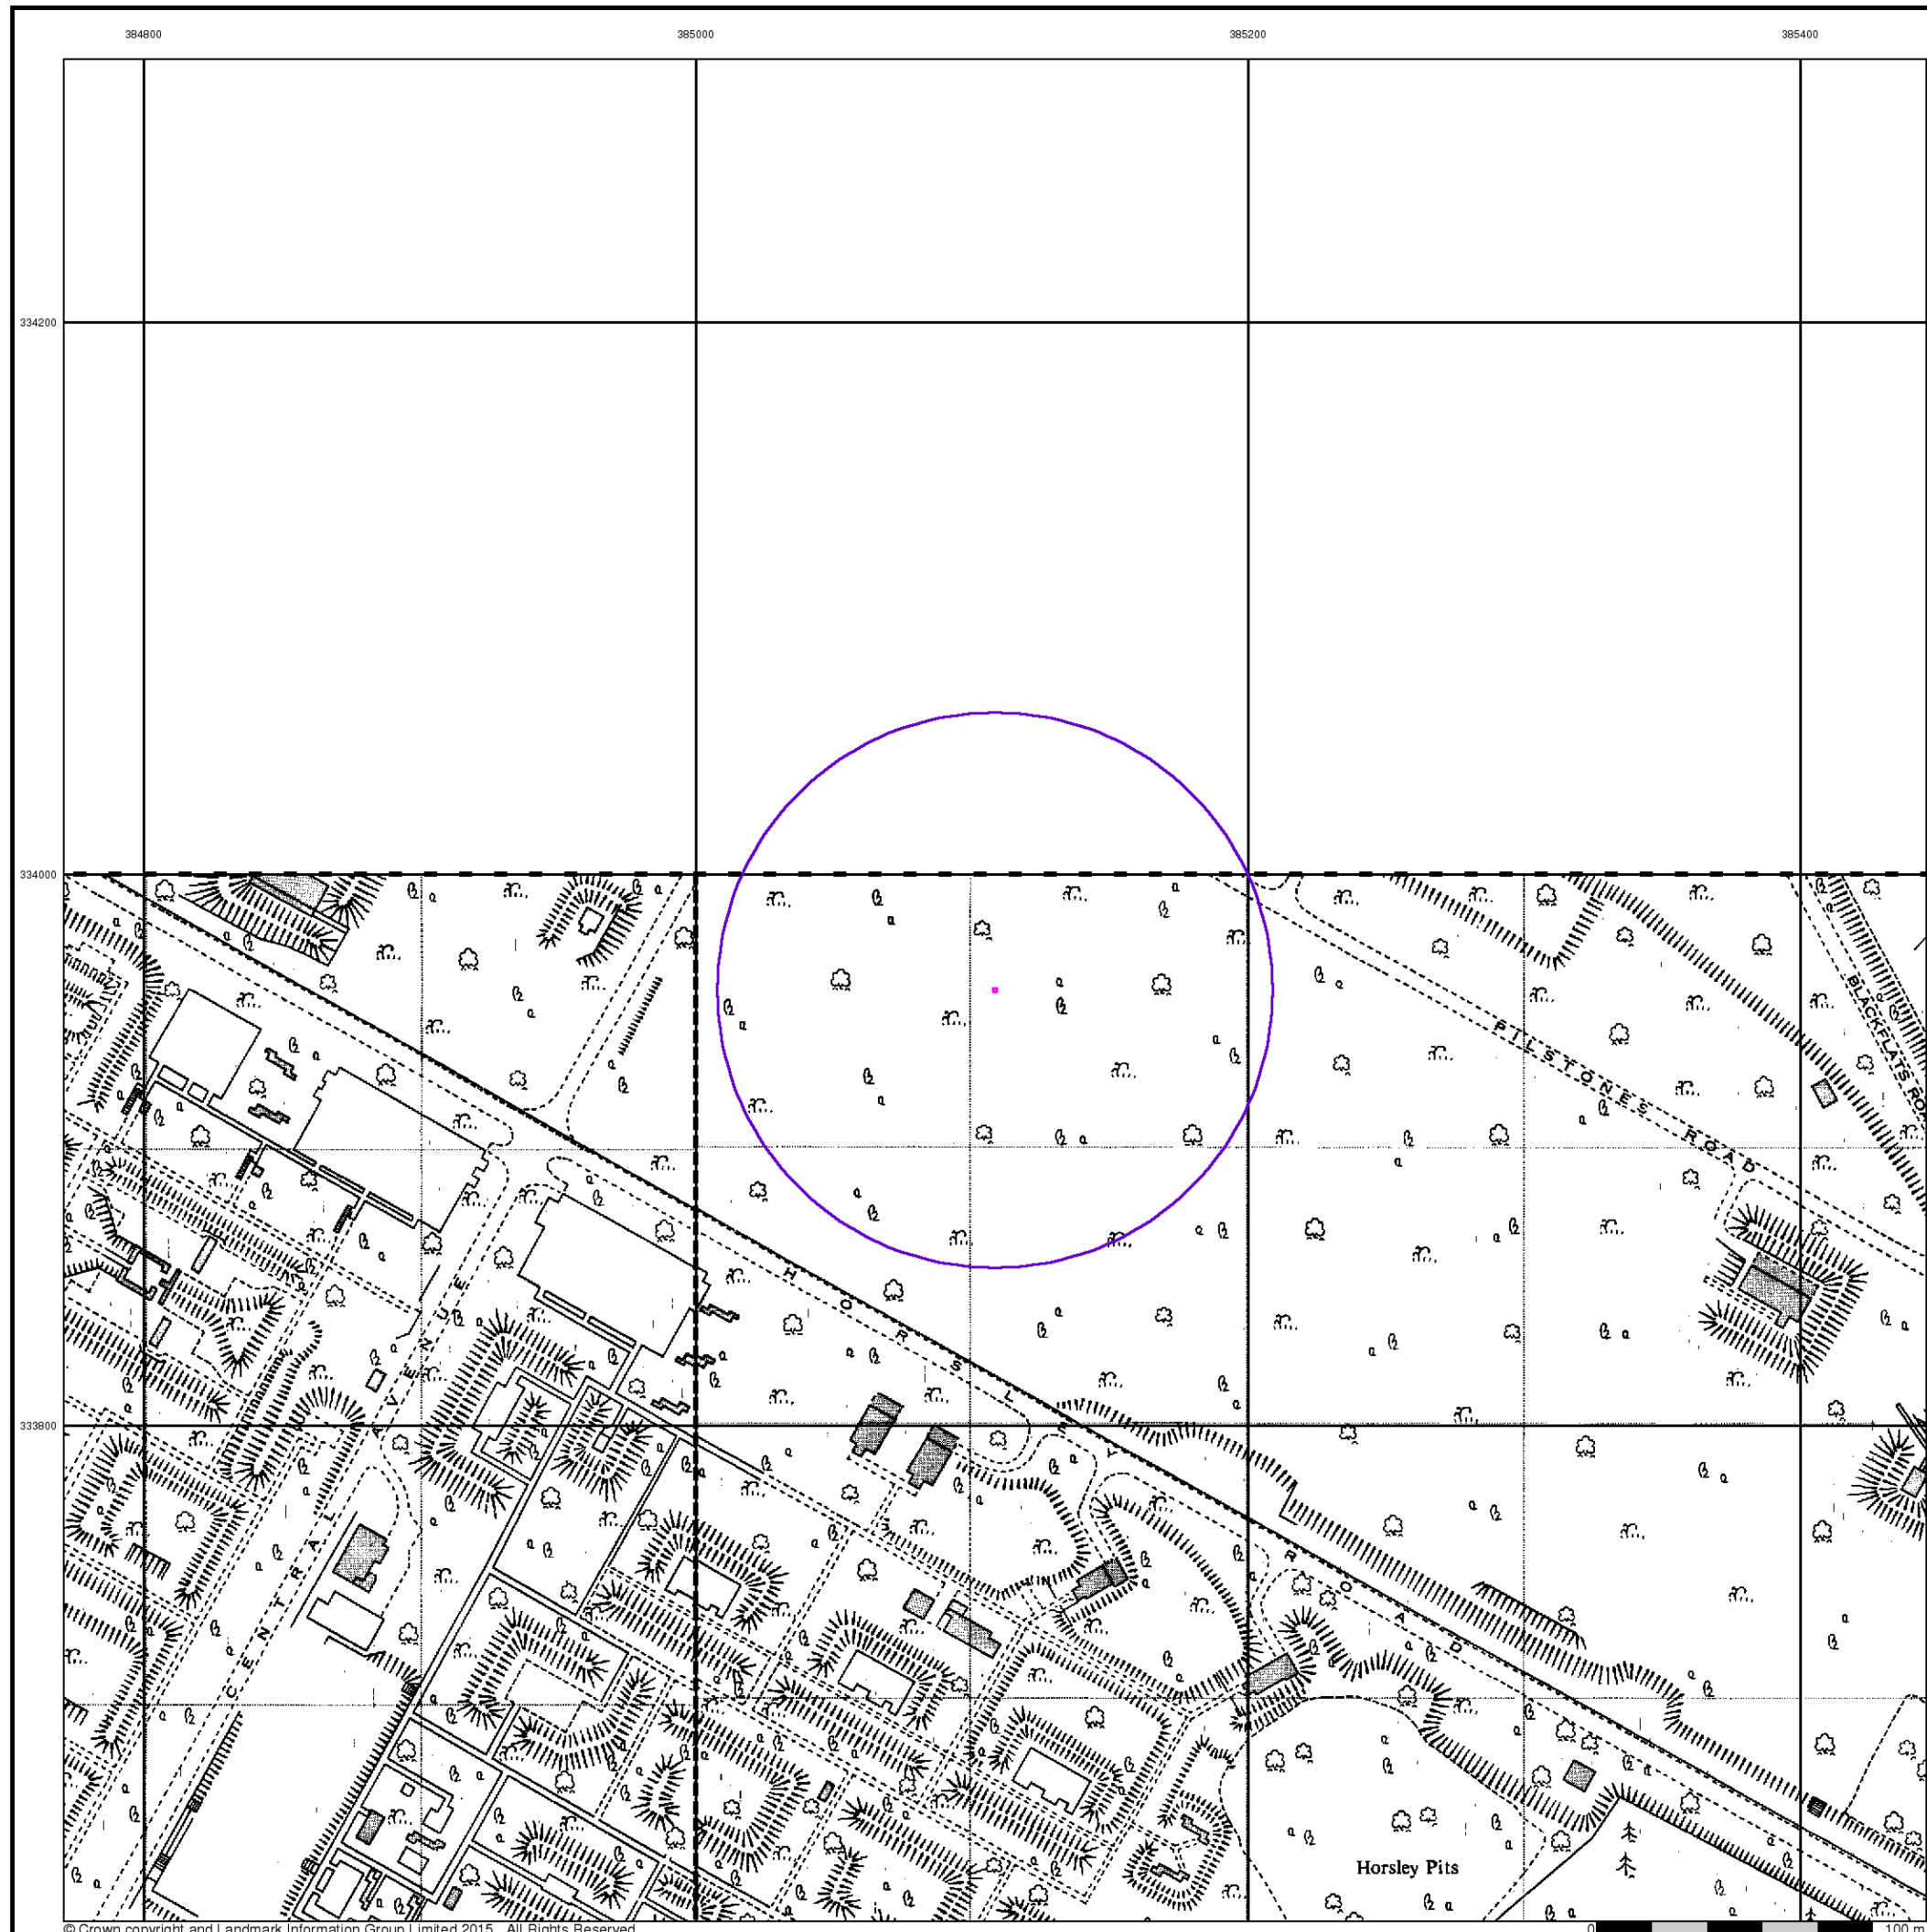 384800
385000
385200
385400
334200
334000
333800
PILSTONES ROAD
BLACKFLATS ROA
HORSLEY ROAD
CENTRAL AVENUE
Horsley Pits
© Crown copyright and Landmark Information Group Limited 2015. All Rights Reserved.
0 100 m